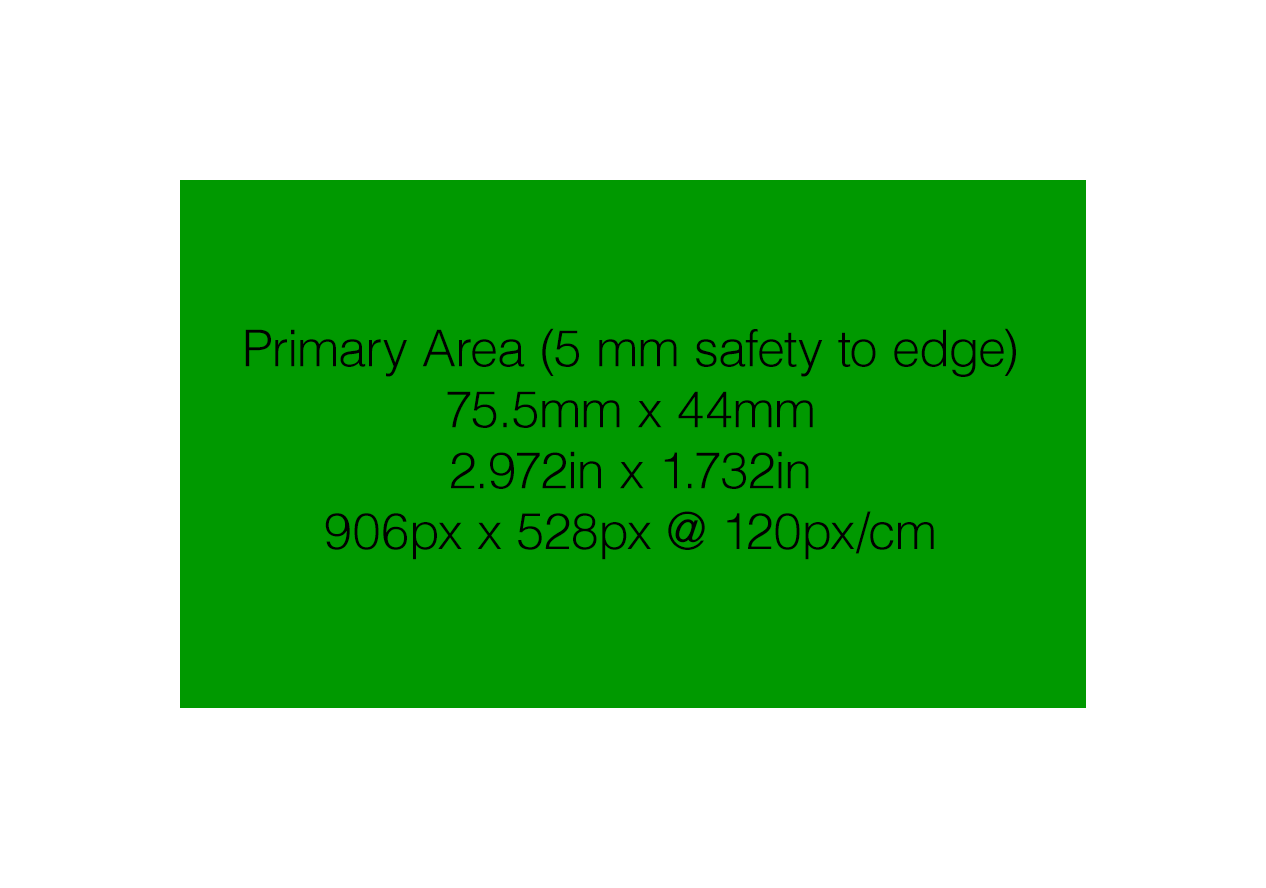 Primary Area (5 mm safety to edge)
75.5mm x 44mm
2.972in x 1.732in
906px x 528px @ 120px/cm